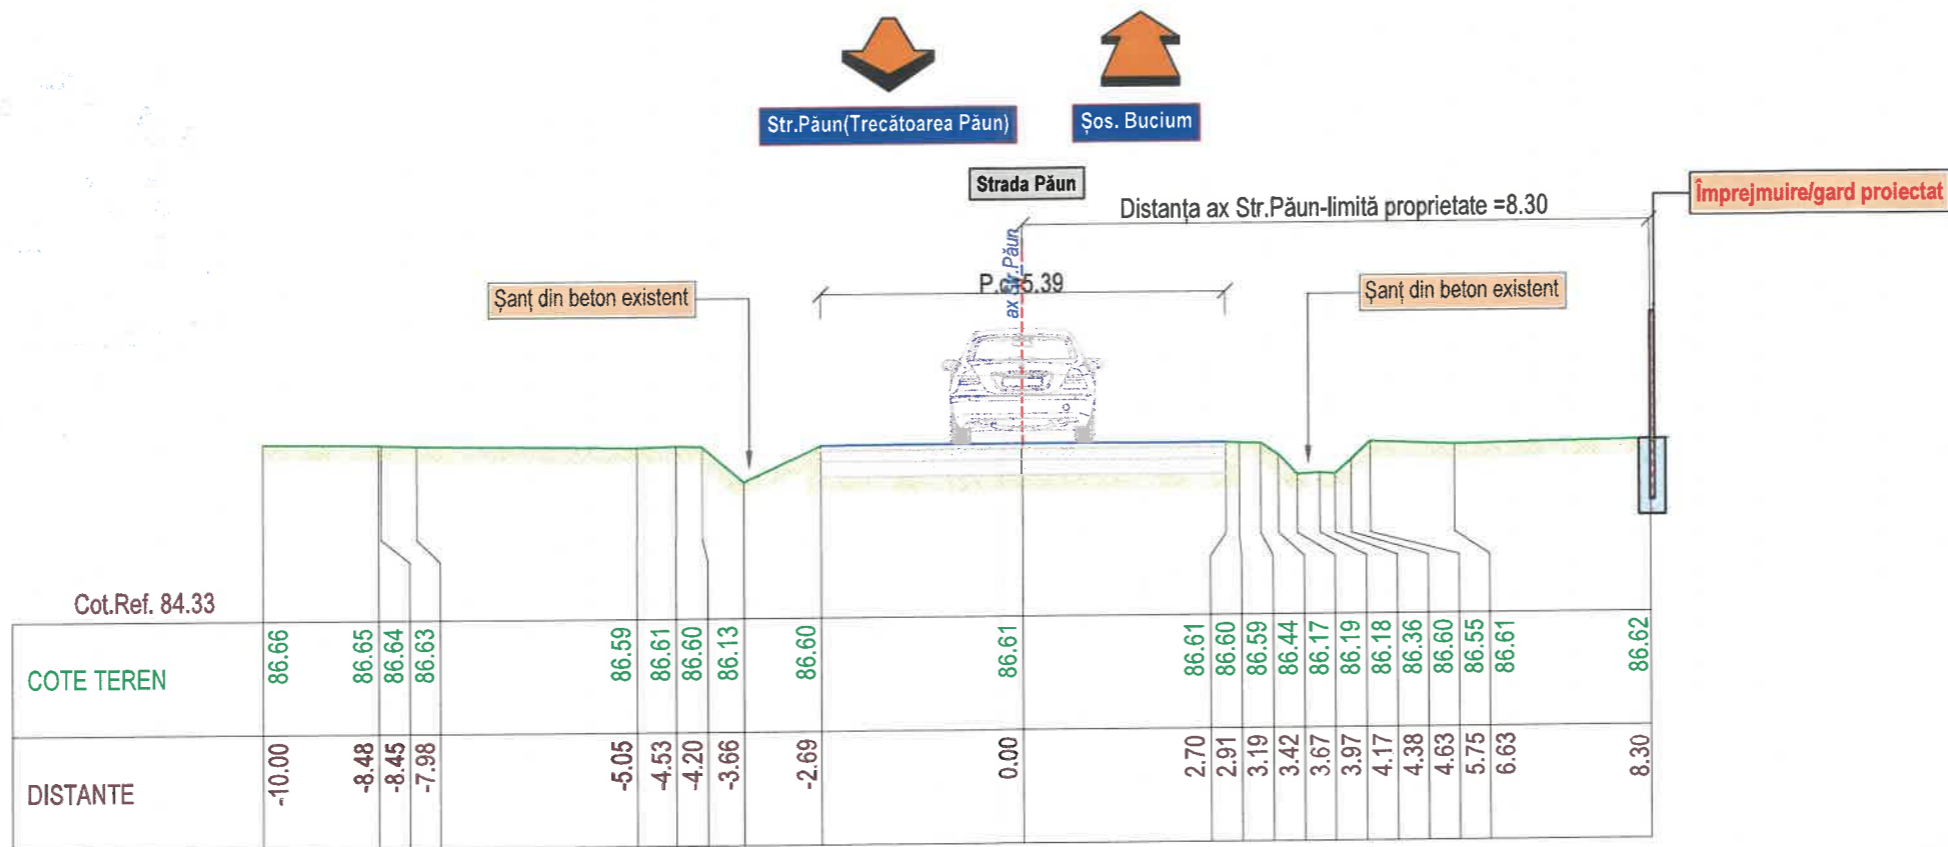 Str.Păun(Trecătoarea Păun)
Șos. Bucium
Strada Păun
Împrejmuire/gard proiectat
Distanța ax Str.Păun-limită proprietate =8.30
ax Str.Păun
P.C 5.39
Șanț din beton existent
Șanț din beton existent
Cot.Ref. 84.33
COTE TEREN 86.66 86.65 86.64 86.63 86.59 86.61 86.60 86.13 86.60 86.61 86.61 86.60 86.59 86.44 86.17 86.19 86.18 86.36 86.60 86.55 86.61 86.62
DISTANTE -10.00 -8.48 -8.45 -7.98 -5.05 -4.53 -4.20 -3.66 -2.69 0.00 2.70 2.91 3.19 3.42 3.67 3.97 4.17 4.38 4.63 5.75 6.63 8.30